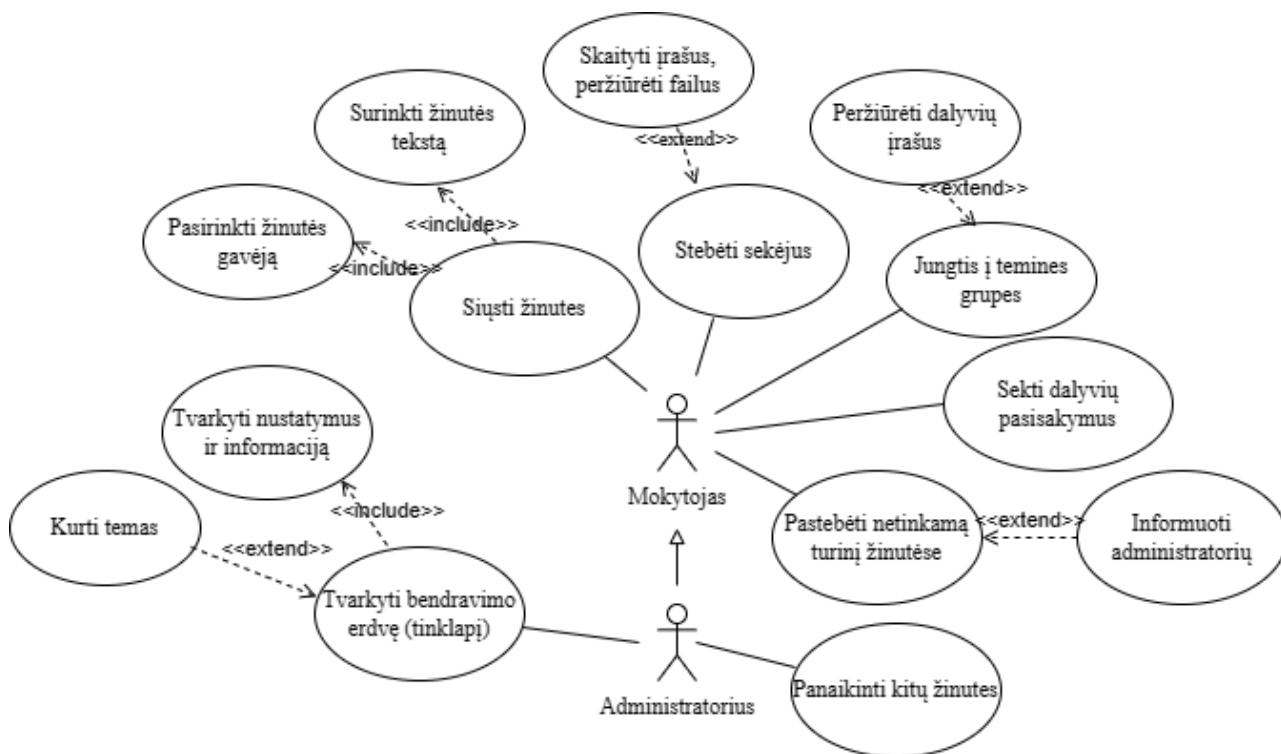 Skaityti įrašus,
peržiūrėti failus
Surinkti žinutės
tekstą
<<extend>>
Peržiūrėti dalyvių
įrašus
<<extend>>
Pasirinkti žinutės
gavėją
<<include>>
<<include>>
Siųsti žinutes
Stebėti sekėjus
Jungtis į temines
grupes
Sekti dalyvių
pasisakymus
Tvarkyti nustatymus
ir informaciją
Mokytojas
Kurti temas
<<include>>
<<extend>>
Pastebėti netinkamą
turinį žinutėse
<<extend>>
Informuoti
administratorių
Tvarkyti bendravimo
erdvę (tinklapį)
Administratorius
Panaikinti kitų žinutes